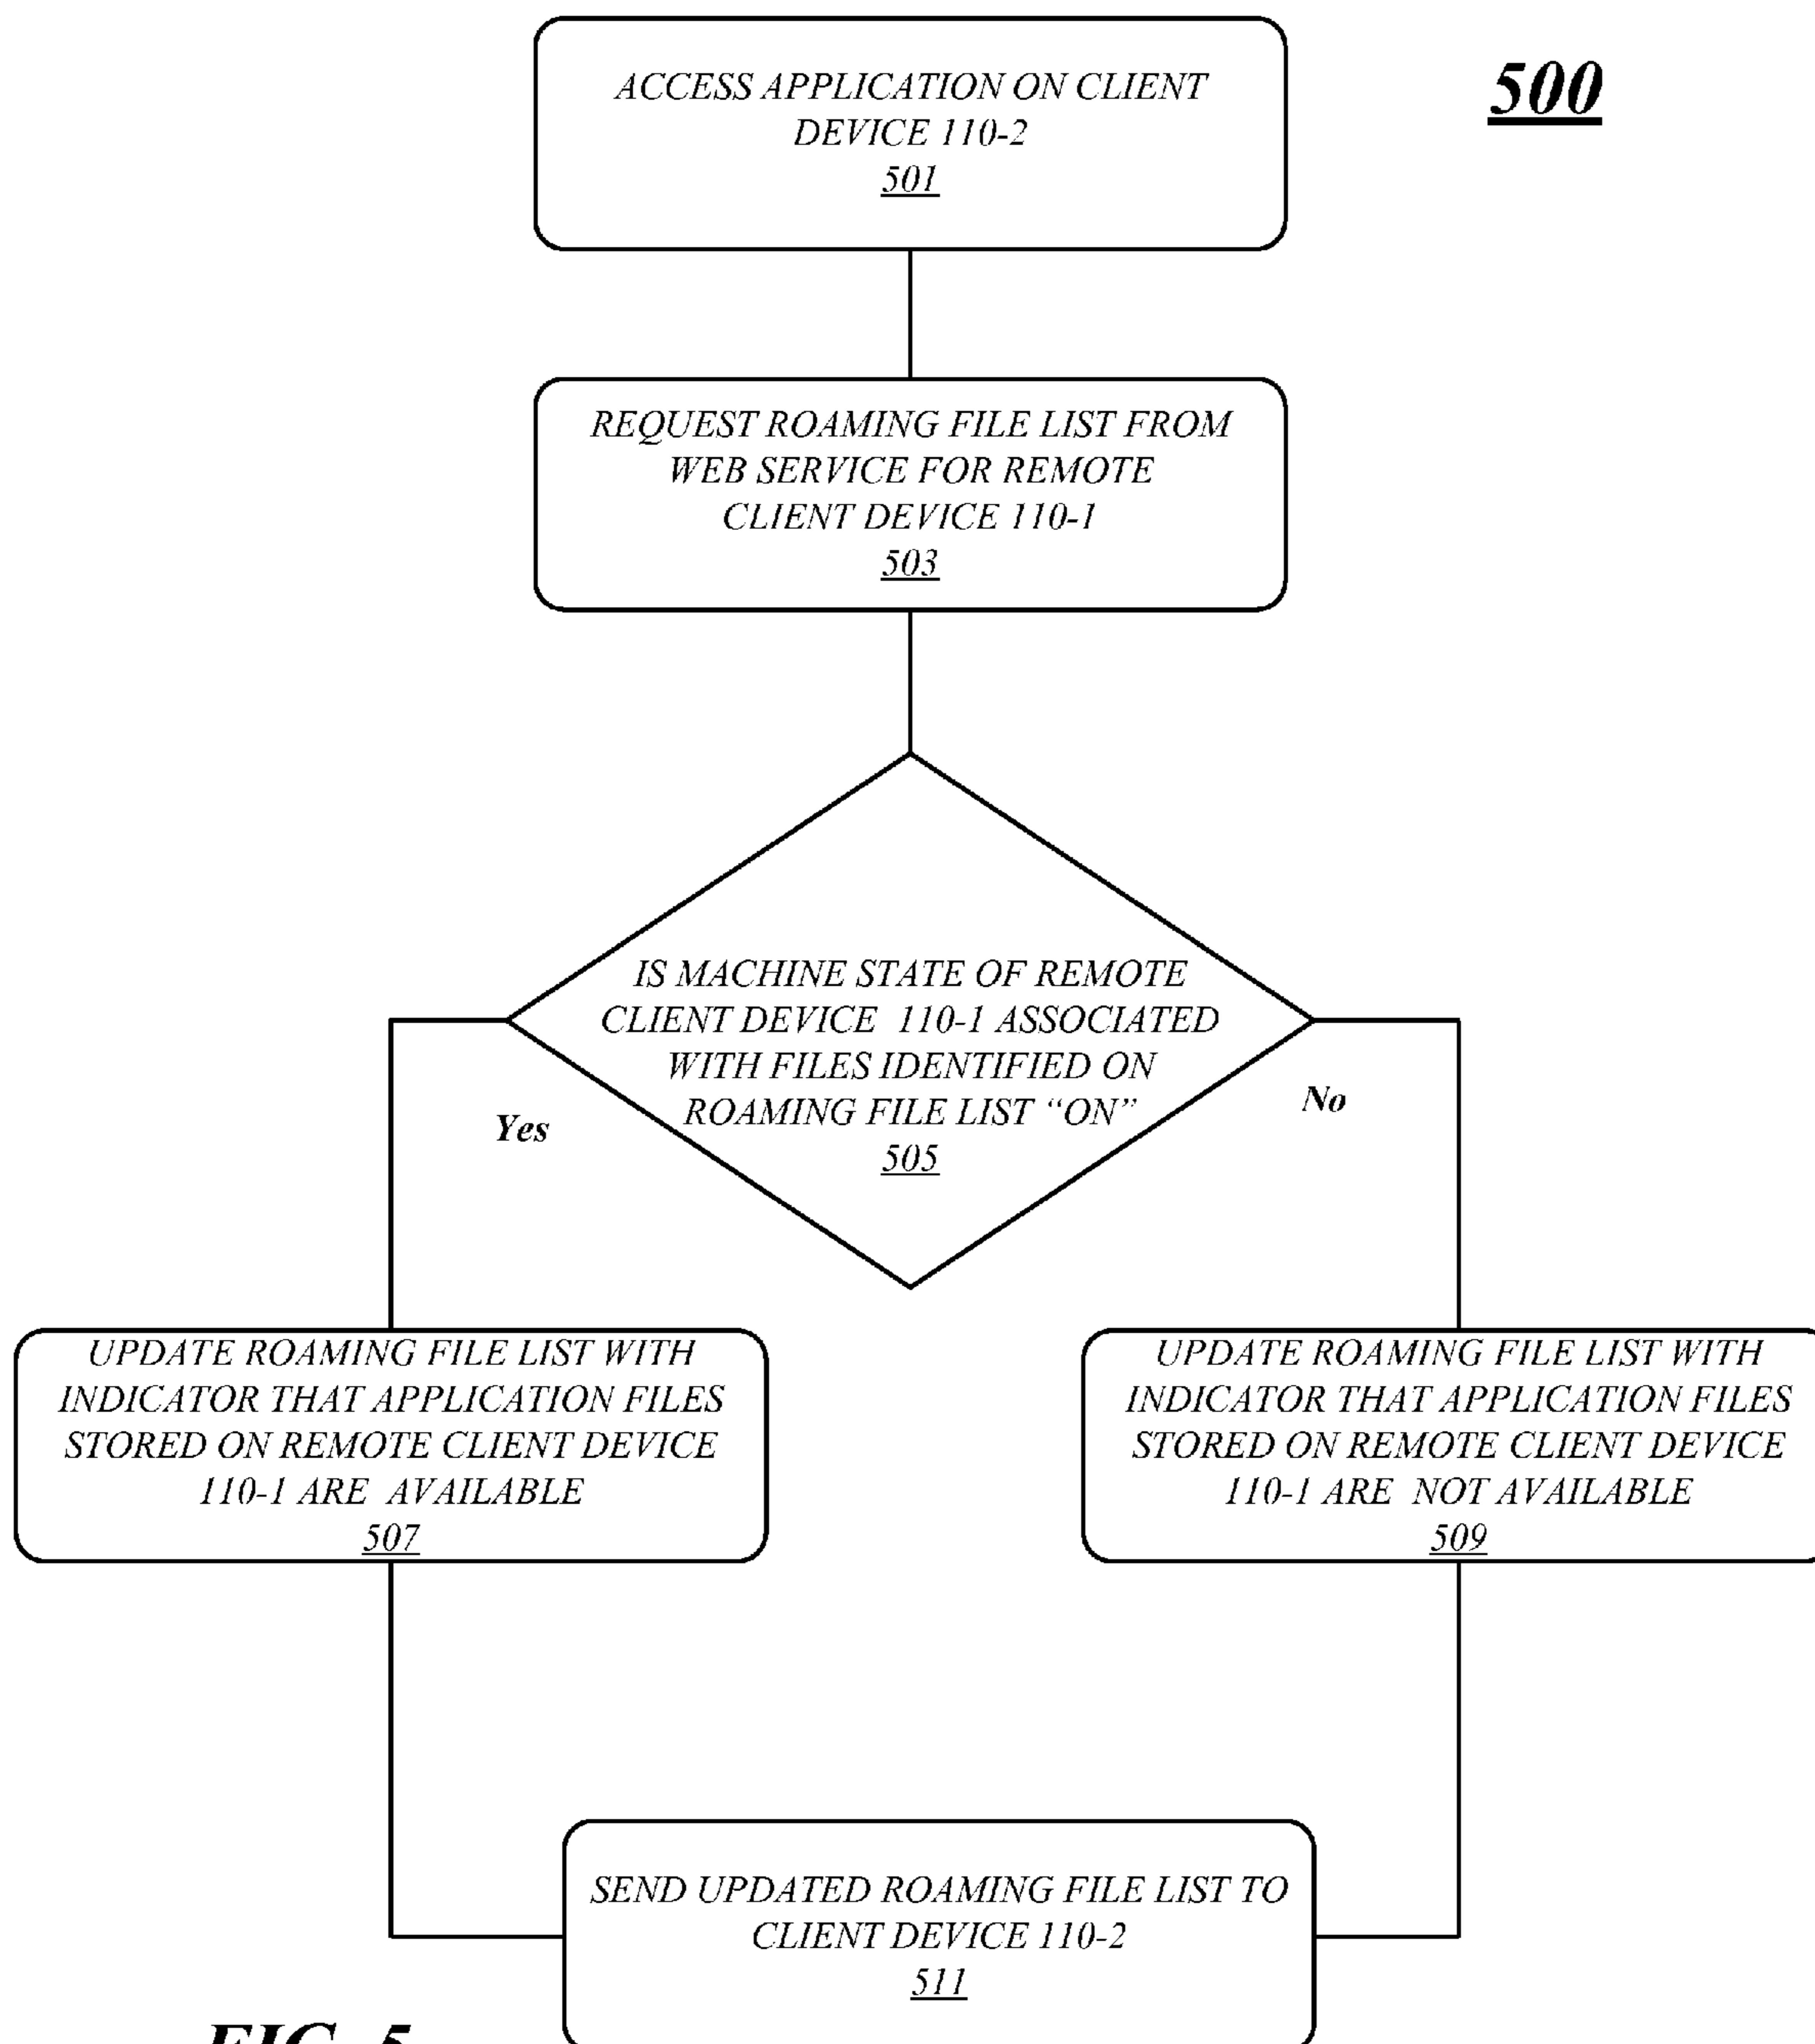 500
ACCESS APPLICATION ON CLIENT
DEVICE 110-2
501
REQUEST ROAMING FILE LIST FROM
WEB SERVICE FOR REMOTE
CLIENT DEVICE 110-1
503
IS MACHINE STATE OF REMOTE
CLIENT DEVICE 110-1 ASSOCIATED
WITH FILES IDENTIFIED ON
ROAMING FILE LIST “ON”
505
Yes
No
UPDATE ROAMING FILE LIST WITH
INDICATOR THAT APPLICATION FILES
STORED ON REMOTE CLIENT DEVICE
110-1 ARE AVAILABLE
507
UPDATE ROAMING FILE LIST WITH
INDICATOR THAT APPLICATION FILES
STORED ON REMOTE CLIENT DEVICE
110-1 ARE NOT AVAILABLE
509
SEND UPDATED ROAMING FILE LIST TO
CLIENT DEVICE 110-2
511
FIG. 5